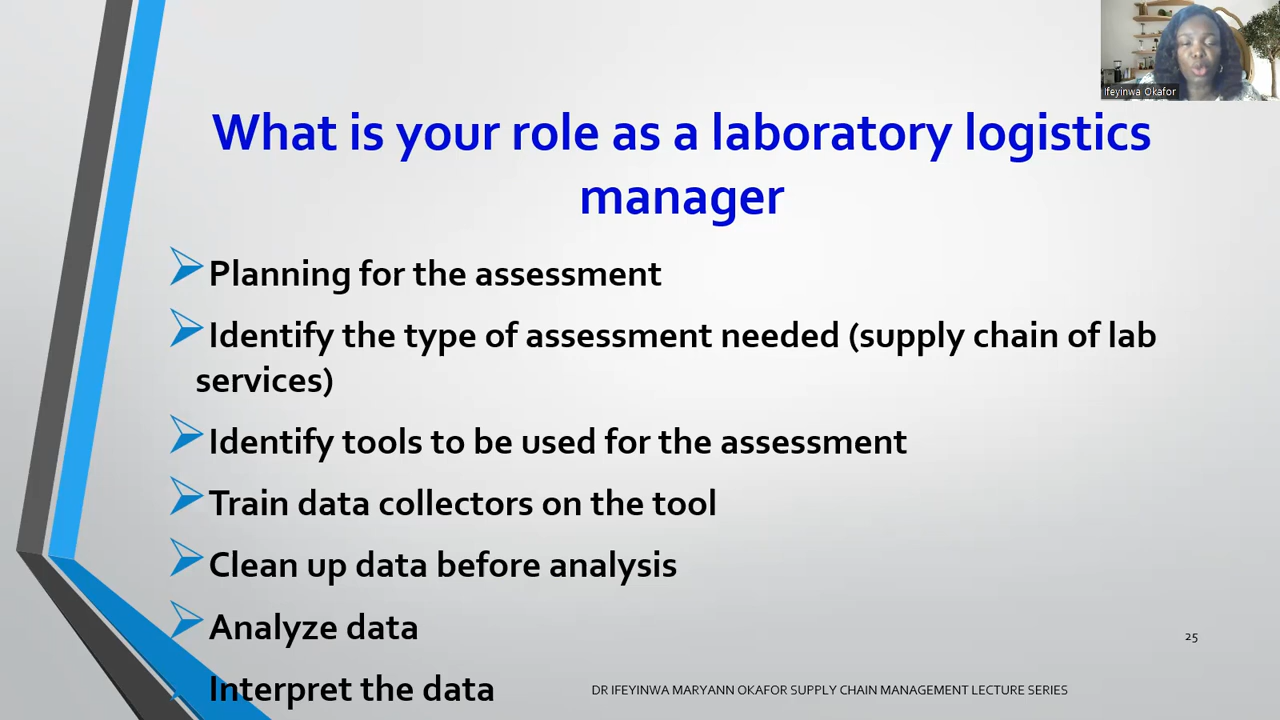 Ifeyinwa Okafor
What is your role as a laboratory logistics
manager
Planning for the assessment
Identify the type of assessment needed (supply chain of lab
services)
Identify tools to be used for the assessment
Train data collectors on the tool
Clean up data before analysis
Analyze data
25
Interpret the data
DR IFEYINWA MARYANN OKAFOR SUPPLY CHAIN MANAGEMENT LECTURE SERIES